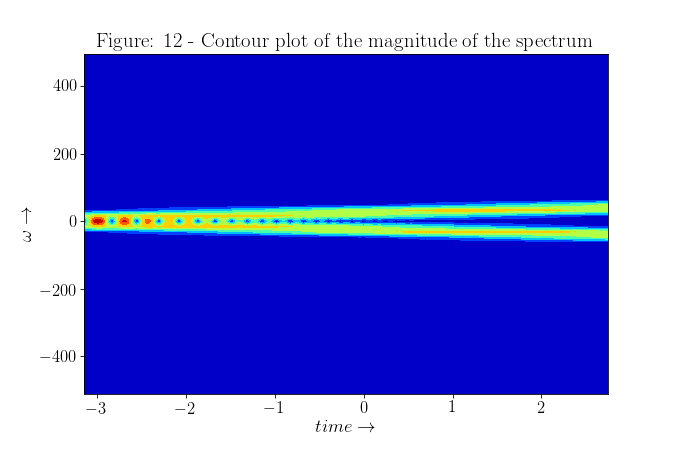 Figure: 12 - Contour plot of the magnitude of the spectrum
400
200
0
−200
−400
ω →
−3 −2 −1 0 1 2
time →